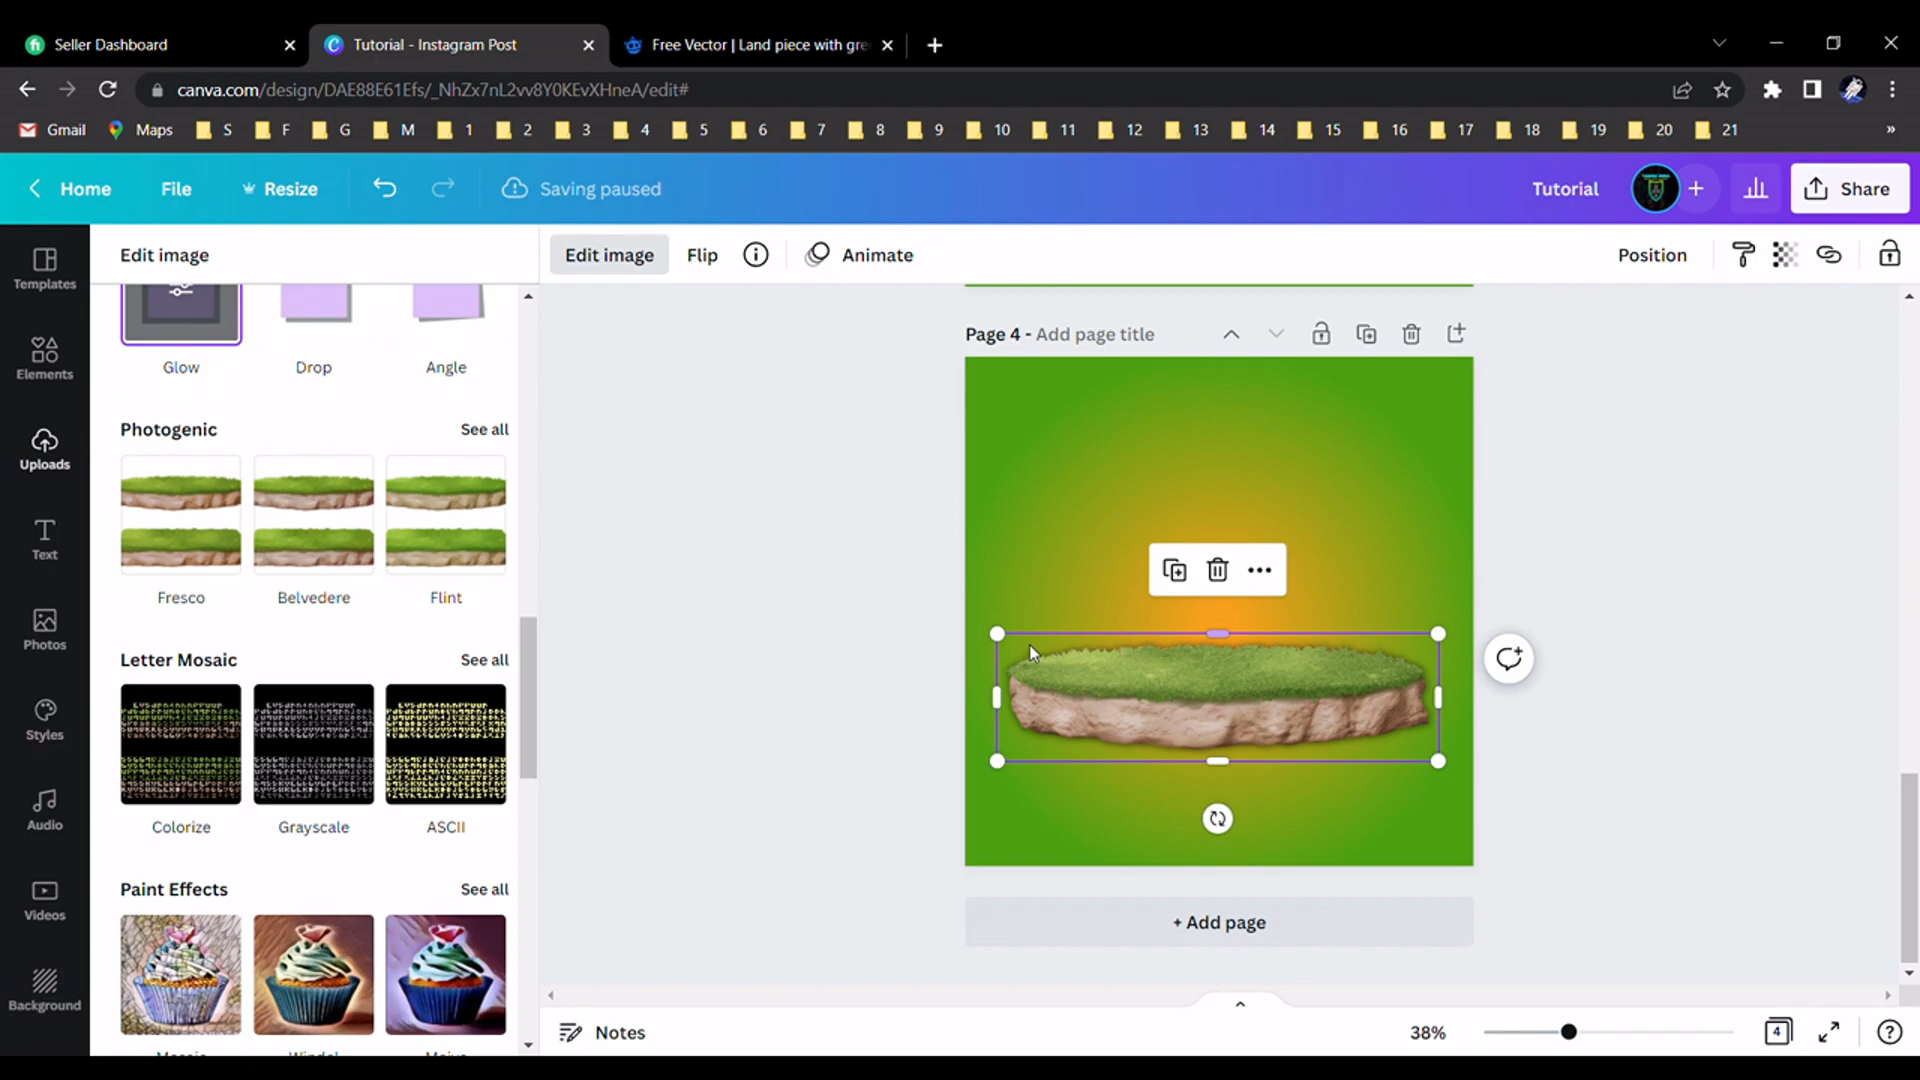 Seller Dashboard
Tutorial - Instagram Post
Free Vector | Land piece with gre
canva.com/design/DAE88E61Efs/_NhZx7nL2vv8Y0KEvXHneA/edit#
Gmail Maps S F G M 1 2 3 4 5 6 7 8 9 10 11 12 13 14 15 16 17 18 19 20 21 »
Home File Resize Saving paused Tutorial + Share
Edit image
Edit image Flip Animate Position
Templates
Elements
Uploads
Text
Photos
Styles
Audio
Videos
Background
Glow Drop Angle
Photogenic See all
Fresco Belvedere Flint
Letter Mosaic See all
Colorize Grayscale ASCII
Paint Effects See all
Page 4 - Add page title
+ Add page
Notes
38%
4
?